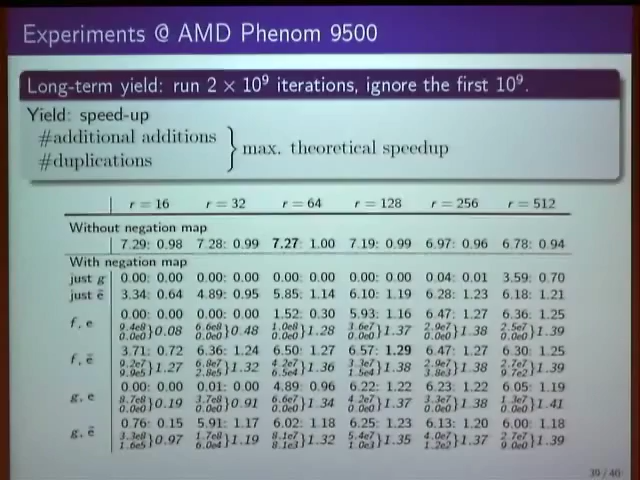 Experiments @ AMD Phenom 9500
Long-term yield: run 2 × 10⁹ iterations, ignore the first 10⁹.
Yield: speed-up
#additional additions
#duplications
} max. theoretical speedup
r = 16 r = 32 r = 64 r = 128 r = 256 r = 512
Without negation map
7.29: 0.98 7.28: 0.99 7.27: 1.00 7.19: 0.99 6.97: 0.96 6.78: 0.94
With negation map
just g 0.00: 0.00 0.00: 0.00 0.00: 0.00 0.00: 0.00 0.04: 0.01 3.59: 0.70
just ē 3.34: 0.64 4.89: 0.95 5.85: 1.14 6.10: 1.19 6.28: 1.23 6.18: 1.21
f, e 0.00: 0.00 0.00: 0.00 1.52: 0.30 5.93: 1.16 6.47: 1.27 6.36: 1.25
9.4e8 6.6e8 1.0e8 3.6e7 2.9e7 2.5e7
0.0e0 }0.08 0.0e0 }0.48 0.0e0 }1.28 0.0e0 }1.37 0.0e0 }1.38 0.0e0 }1.39
f, ē 3.71: 0.72 6.36: 1.24 6.50: 1.27 6.57: 1.29 6.47: 1.27 6.30: 1.25
9.2e7 6.8e7 4.2e7 3.3e7 2.9e7 2.7e7
9.9e5 }1.27 2.8e5 }1.32 6.5e4 }1.36 1.5e4 }1.38 3.8e3 }1.38 9.7e2 }1.39
g, e 0.00: 0.00 0.01: 0.00 4.89: 0.96 6.22: 1.22 6.23: 1.22 6.05: 1.19
8.7e8 3.7e8 6.6e7 4.2e7 3.3e7 1.3e7
0.0e0 }0.19 0.0e0 }0.91 0.0e0 }1.34 0.0e0 }1.37 0.0e0 }1.38 0.0e0 }1.41
g, ē 0.76: 0.15 5.91: 1.17 6.02: 1.18 6.25: 1.23 6.13: 1.20 6.00: 1.18
3.3e8 1.7e8 8.1e7 5.4e7 4.0e7 2.7e7
1.6e5 }0.97 6.0e4 }1.19 8.1e3 }1.32 1.0e3 }1.35 1.2e2 }1.37 9.0e0 }1.39
39 / 40